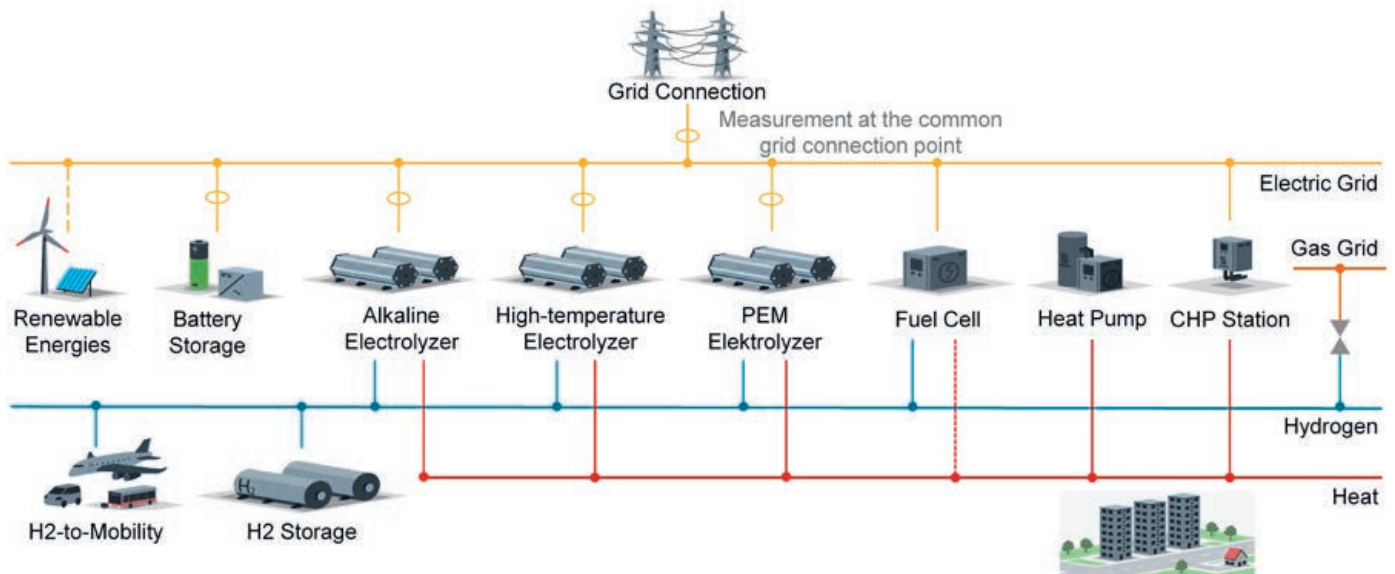 Grid Connection
Measurement at the common
grid connection point
Electric Grid
Gas Grid
Renewable
Energies
Battery
Storage
Alkaline
Electrolyzer
High-temperature
Electrolyzer
PEM
Elektrolyzer
Fuel Cell
Heat Pump
CHP Station
Hydrogen
Heat
H2-to-Mobility
H2
H2 Storage